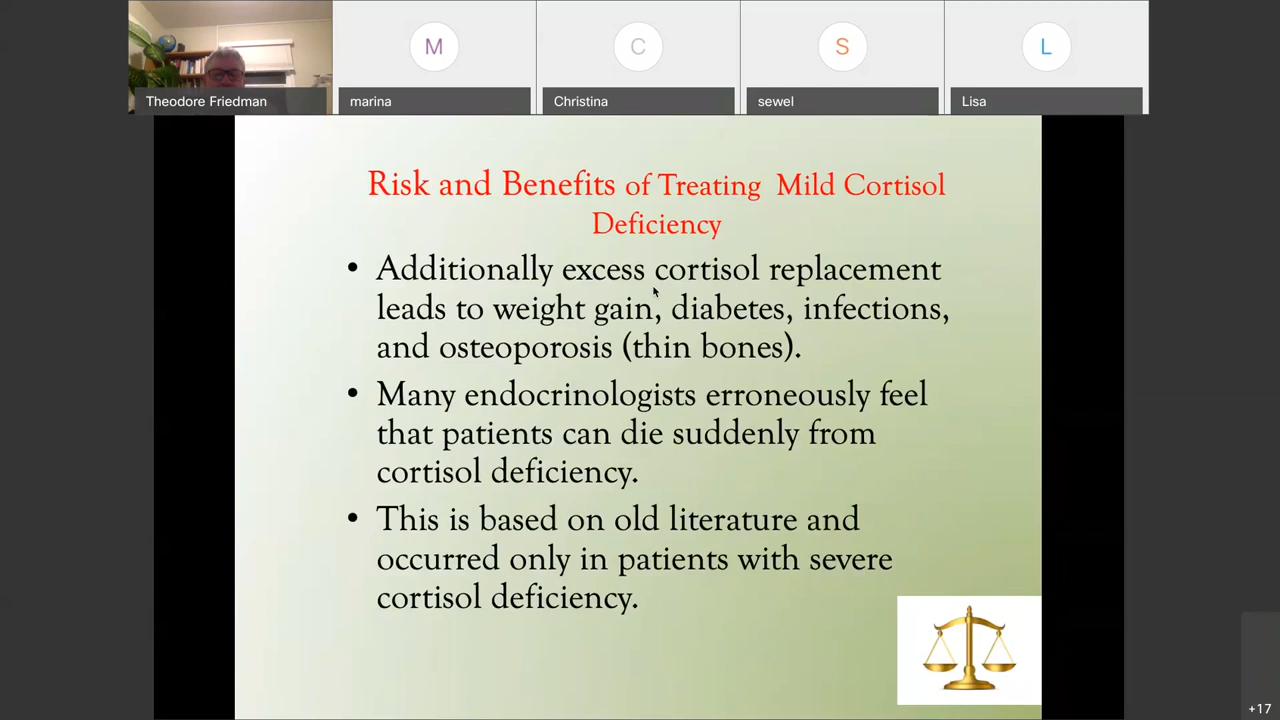 M
C
S
L
Theodore Friedman
marina
Christina
sewel
Lisa
Risk and Benefits of Treating Mild Cortisol
Deficiency
• Additionally excess cortisol replacement
leads to weight gain, diabetes, infections,
and osteoporosis (thin bones).
• Many endocrinologists erroneously feel
that patients can die suddenly from
cortisol deficiency.
• This is based on old literature and
occurred only in patients with severe
cortisol deficiency.
+17